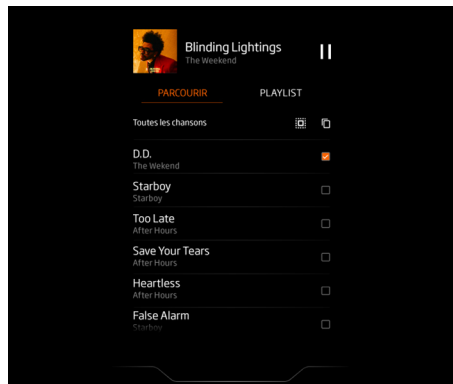 Blinding Lightings
The Weekend
PARCOURIR PLAYLIST
Toutes les chansons
D.D.
The Wekend
Starboy
Starboy
Too Late
After Hours
Save Your Tears
After Hours
Heartless
After Hours
False Alarm
Starboy